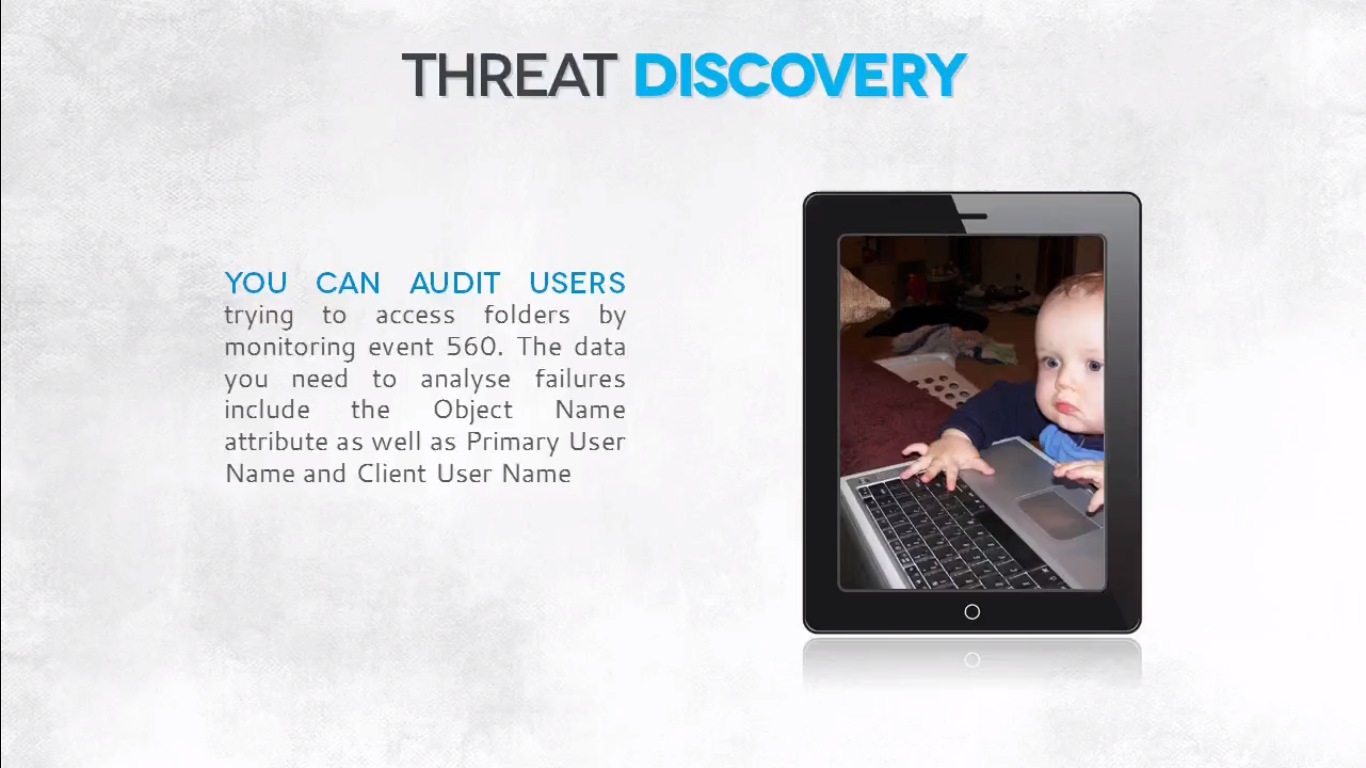 THREAT DISCOVERY
YOU CAN AUDIT USERS
trying to access folders by
monitoring event 560. The data
you need to analyse failures
include the Object Name
attribute as well as Primary User
Name and Client User Name